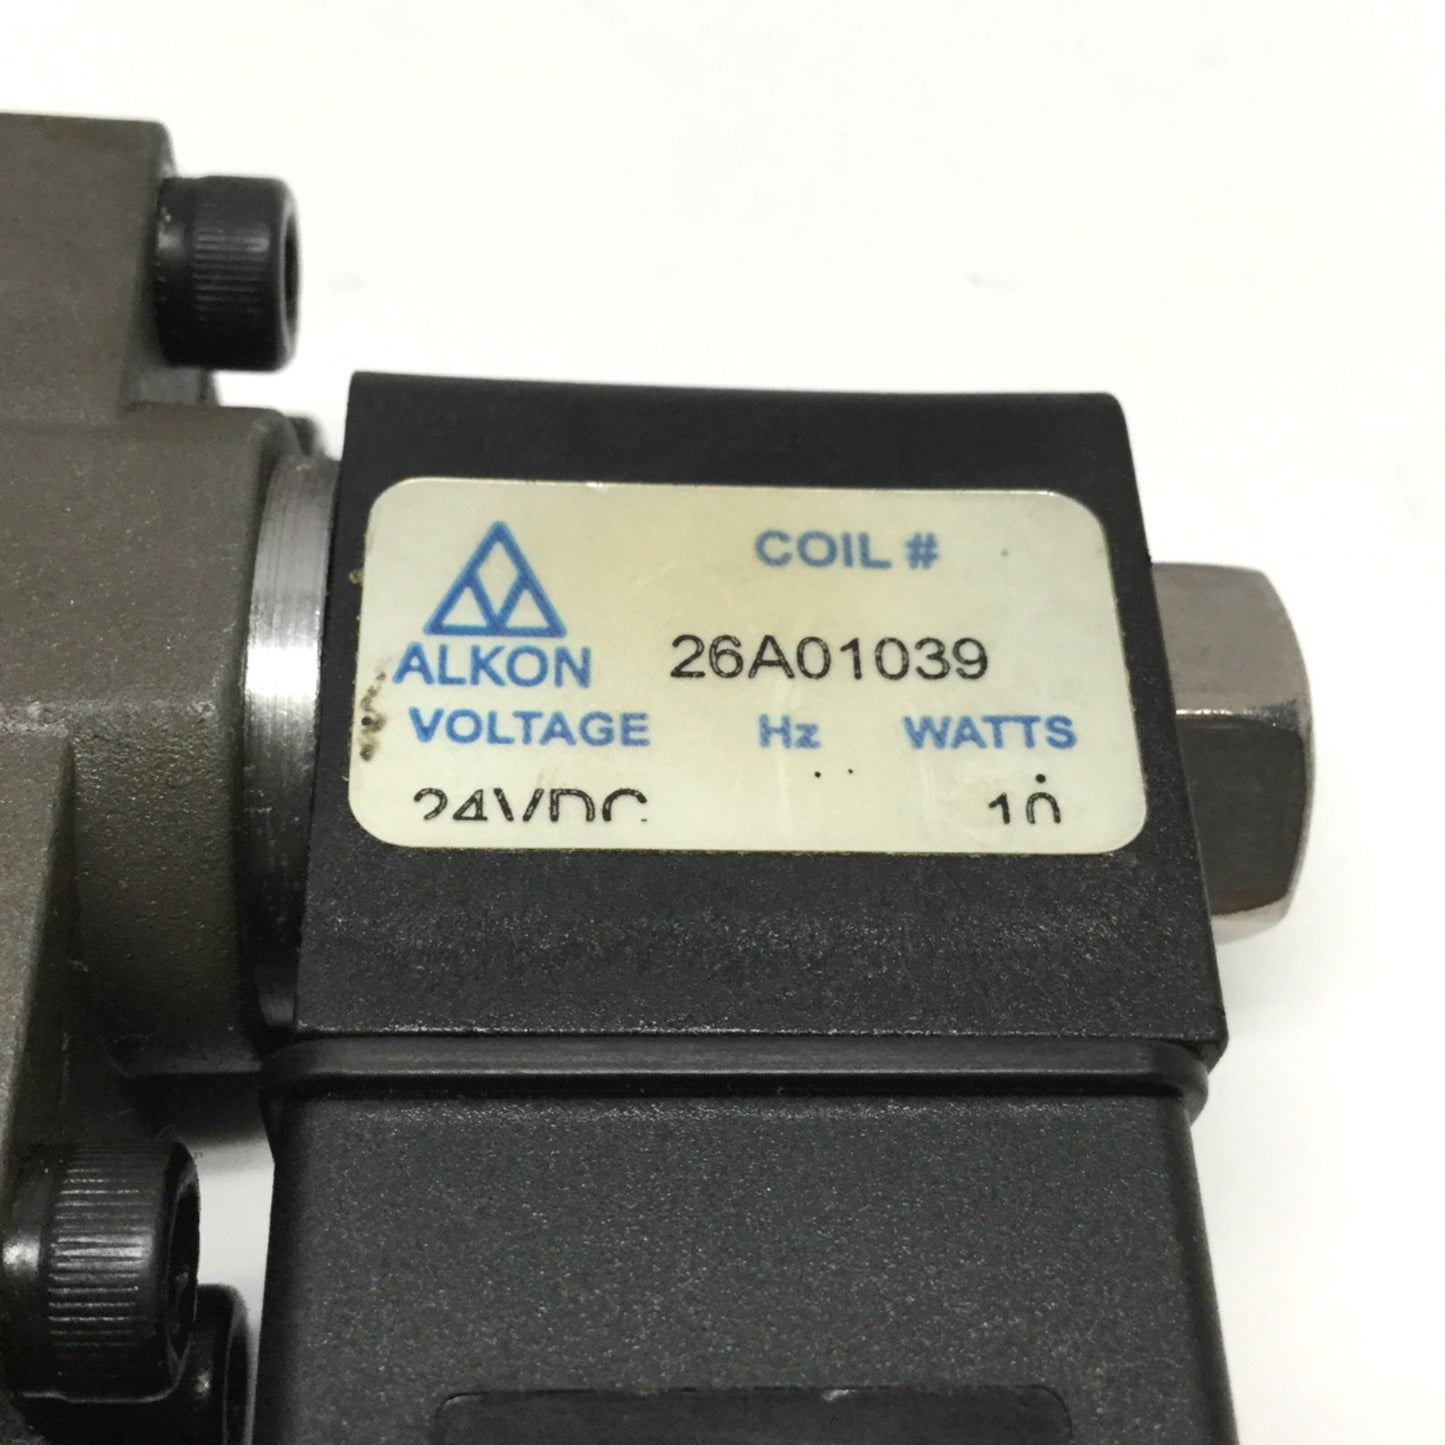 COIL #
ALKON 26A01039
VOLTAGE Hz WATTS
24VDC 10